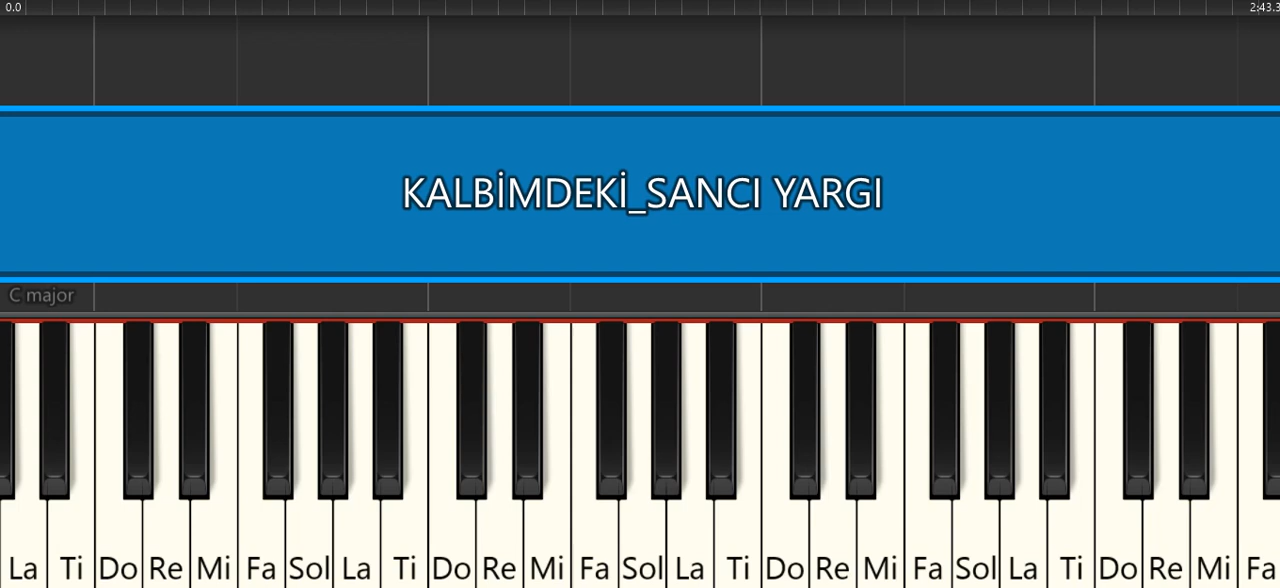 0.0 2:43.3
KALBİMDEKİ_SANCI YARGI
C major
La Ti Do Re Mi Fa Sol La Ti Do Re Mi Fa Sol La Ti Do Re Mi Fa Sol La Ti Do Re Mi Fa